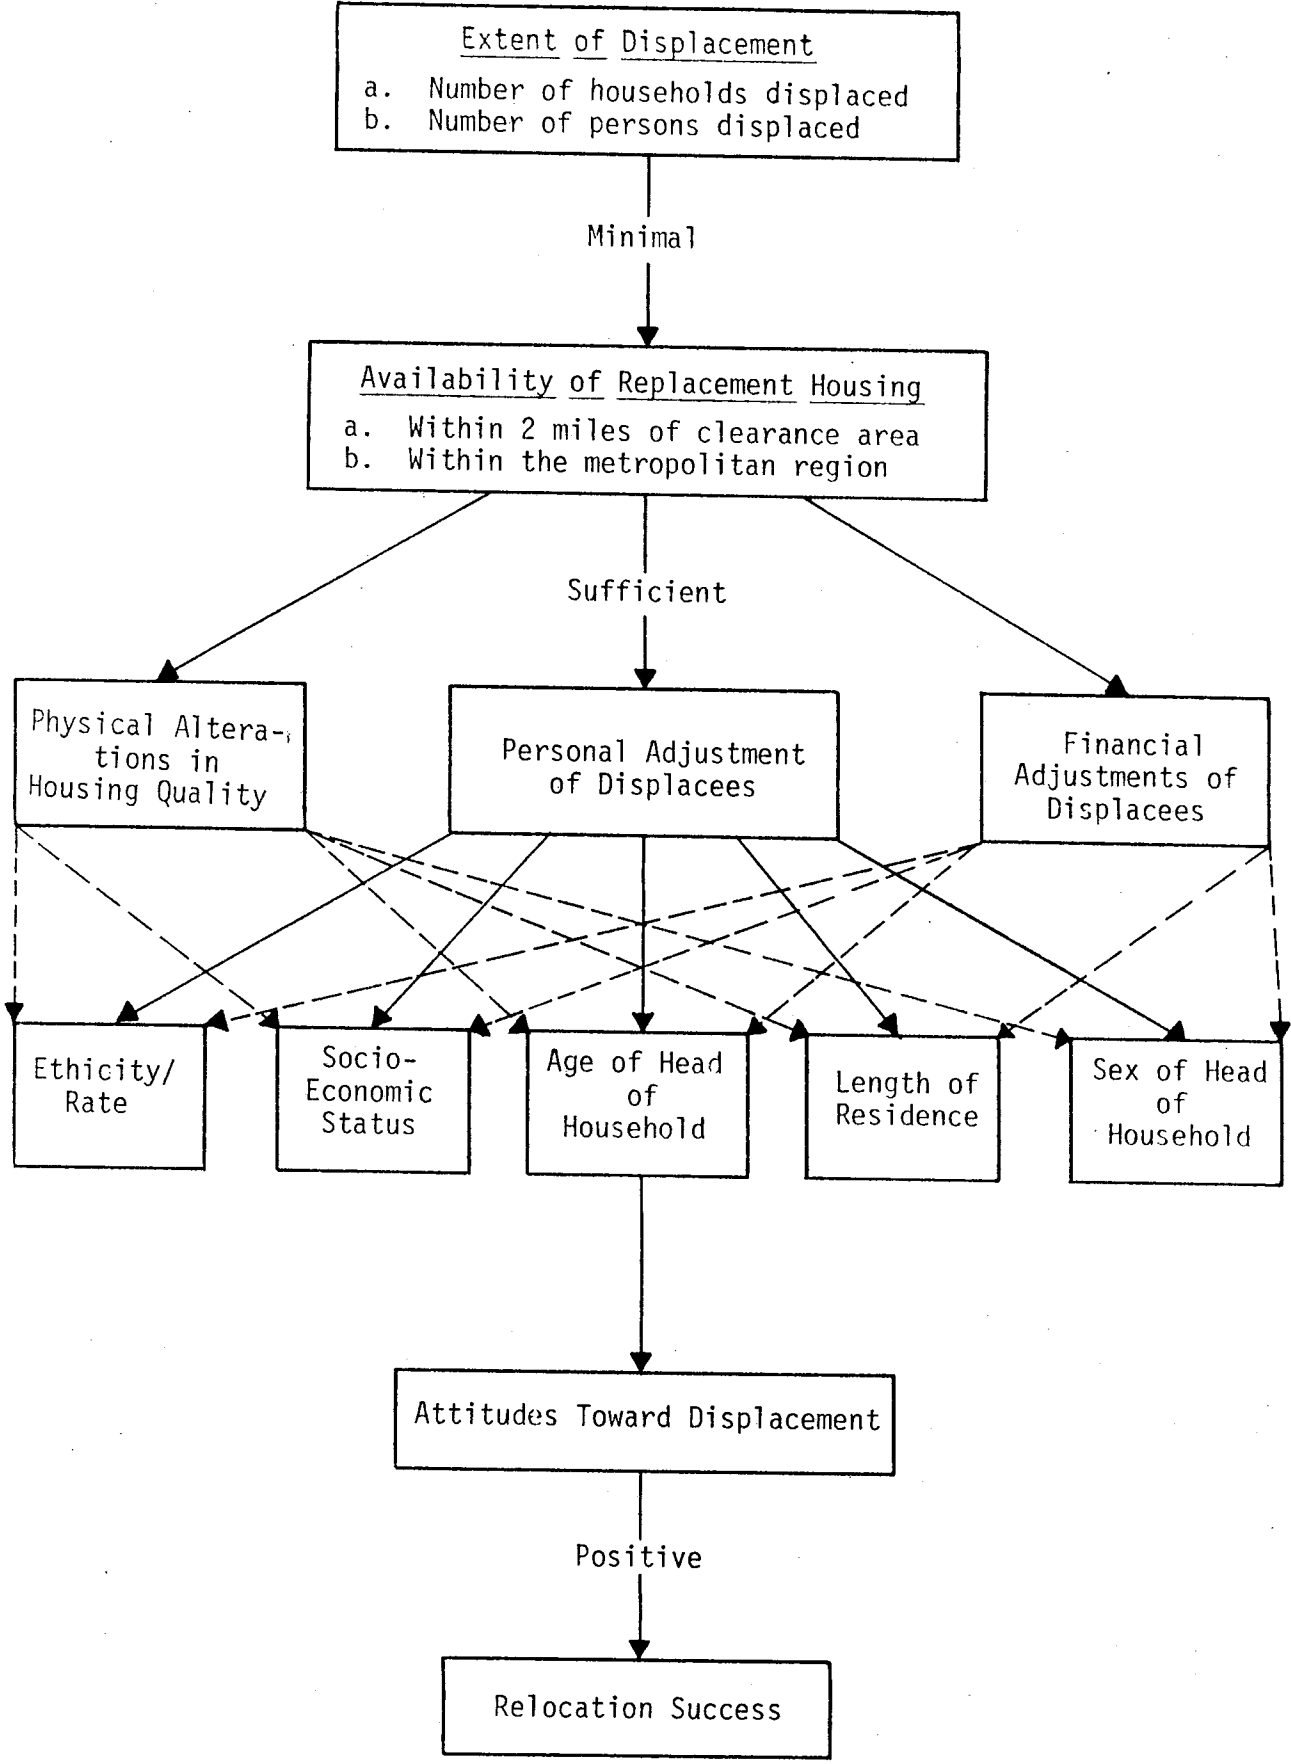 Extent of Displacement
a. Number of households displaced
b. Number of persons displaced
Minimal
Availability of Replacement Housing
a. Within 2 miles of clearance area
b. Within the metropolitan region
Sufficient
Physical Altera-
tions in
Housing Quality
Personal Adjustment
of Displacees
Financial
Adjustments of
Displacees
Ethicity/
Rate
Socio-
Economic
Status
Age of Head
of
Household
Length of
Residence
Sex of Head
of
Household
Attitudes Toward Displacement
Positive
Relocation Success